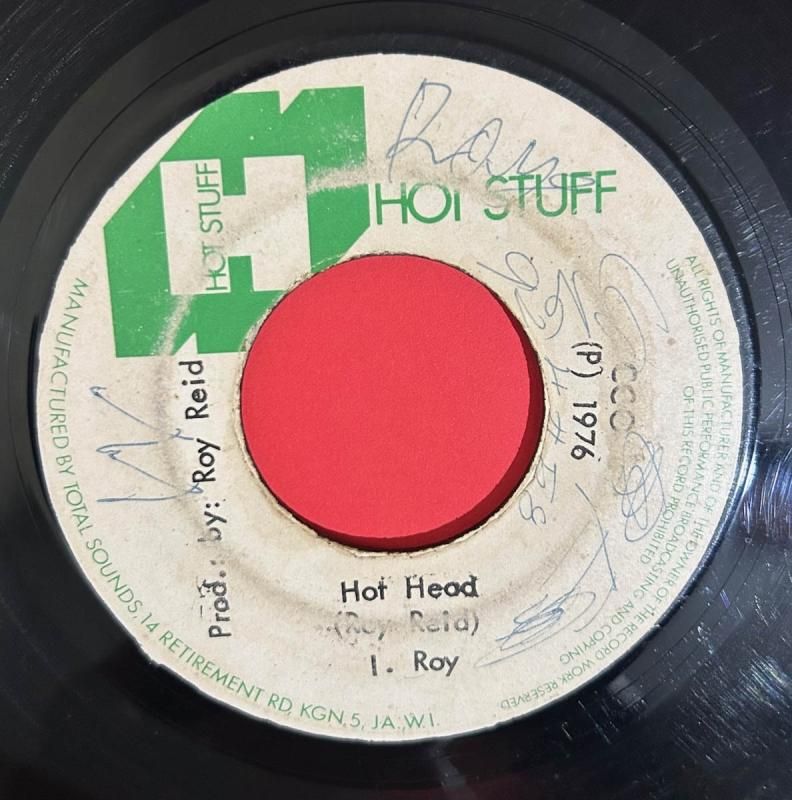 HOT STUFF
HOT STUFF
Prod.: by: Roy Reid
(P) 1976
Hot Head
(Roy Reid)
I. Roy
MANUFACTURED BY TOTAL SOUNDS, 14 RETIREMENT RD, KGN.5, JA., W.I.
ALL RIGHTS OF MANUFACTURER AND OF THE OWNER OF THE RECORD WORK RESERVED
UNAUTHORISED PUBLIC PERFORMANCE BROADCASTING AND COPYING
OF THIS RECORD PROHIBITED